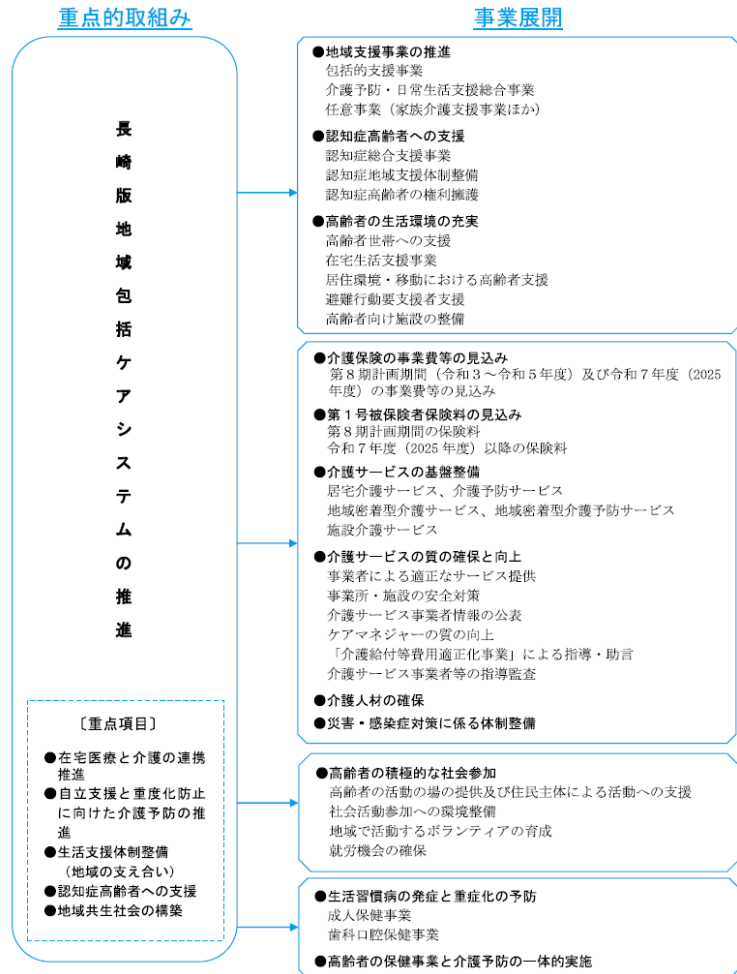 重点的取組み
事業展開
長崎版地域包括ケアシステムの推進
〔重点項目〕
●在宅医療と介護の連携
推進
●自立支援と重度化防止
に向けた介護予防の推
進
●生活支援体制整備
（地域の支え合い）
●認知症高齢者への支援
●地域共生社会の構築
●地域支援事業の推進
包括的支援事業
介護予防・日常生活支援総合事業
任意事業（家族介護支援事業ほか）
●認知症高齢者への支援
認知症総合支援事業
認知症地域支援体制整備
認知症高齢者の権利擁護
●高齢者の生活環境の充実
高齢者世帯への支援
在宅生活支援事業
居住環境・移動における高齢者支援
避難行動要支援者支援
高齢者向け施設の整備
●介護保険の事業費等の見込み
第８期計画期間（令和３～令和５年度）及び令和７年度（2025
年度）の事業費等の見込み
●第１号被保険者保険料の見込み
第８期計画期間の保険料
令和７年度（2025 年度）以降の保険料
●介護サービスの基盤整備
居宅介護サービス、介護予防サービス
地域密着型介護サービス、地域密着型介護予防サービス
施設介護サービス
●介護サービスの質の確保と向上
事業者による適正なサービス提供
事業所・施設の安全対策
介護サービス事業者情報の公表
ケアマネジャーの質の向上
「介護給付等費用適正化事業」による指導・助言
介護サービス事業者等の指導監査
●介護人材の確保
●災害・感染症対策に係る体制整備
●高齢者の積極的な社会参加
高齢者の活動の場の提供及び住民主体による活動への支援
社会活動参加への環境整備
地域で活動するボランティアの育成
就労機会の確保
●生活習慣病の発症と重症化の予防
成人保健事業
歯科口腔保健事業
●高齢者の保健事業と介護予防の一体的実施